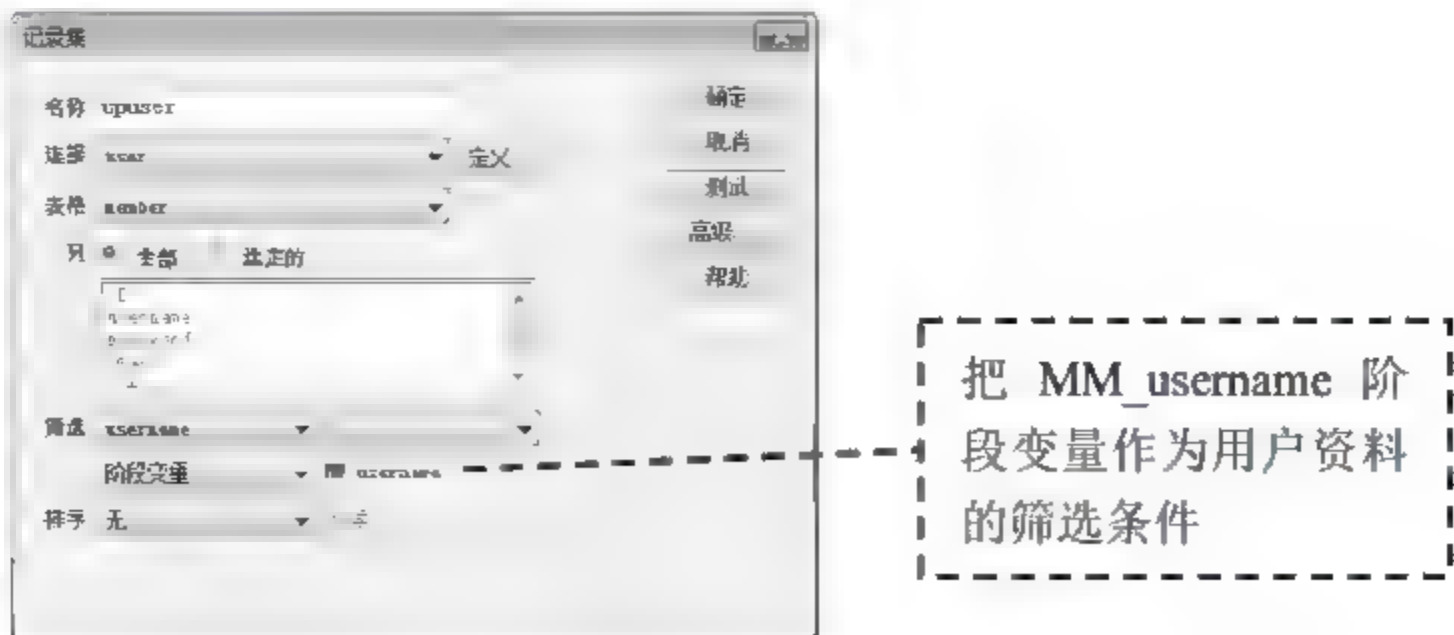 记录集
名称 upuser
确定
连接 定义
取消
表格 member
测试
列 全部 选定的
高级
帮助
username
筛选 username
阶段变量 username
排序 无
把 MM_username 阶
段变量作为用户资料
的筛选条件